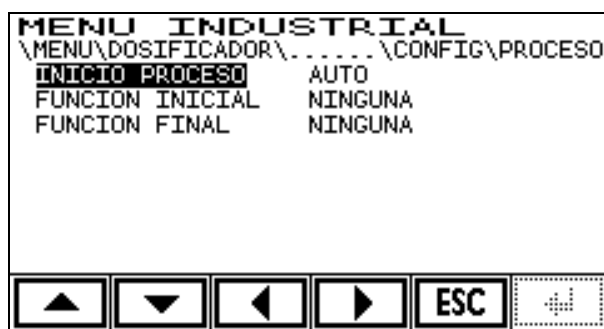 MENU INDUSTRIAL
\MENU\DOSIFICADOR\......\CONFIG\PROCESO
INICIO PROCESO AUTO
FUNCION INICIAL NINGUNA
FUNCION FINAL NINGUNA
ESC